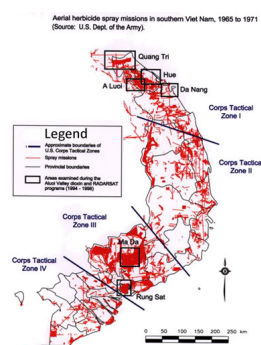 Aerial herbicide spray missions in southern Viet Nam, 1965 to 1971
(Source: U.S. Dept. of the Army).
Quang Tri
Hue
A Luoi
Da Nang
Corps Tactical
Zone I
Legend
Approximate boundaries of
U.S. Corps Tactical Zones
Spray missions
Provincial boundaries
Areas examined during the
Aluoi Valley dioxin and RADARSAT
programs (1994 - 1998)
Corps Tactical
Zone II
Corps Tactical
Zone III
Ma Da
Corps Tactical
Zone IV
Rung Sat
0 50 100 150 200 250 km